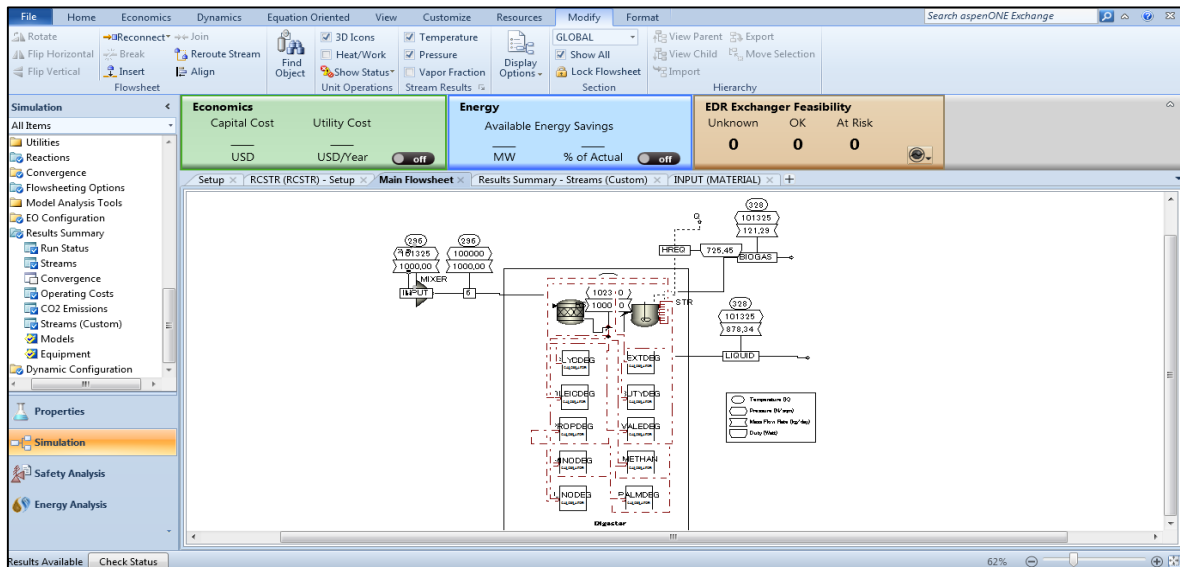 File Home Economics Dynamics Equation Oriented View Customize Resources Modify Format Search aspenONE Exchange
Rotate Reconnect Join 3D Icons Temperature GLOBAL View Parent Export
Flip Horizontal Break Reroute Stream Heat/Work Pressure Show All View Child Move Selection
Flip Vertical Insert Align Find Object Show Status Vapor Fraction Display Options Lock Flowsheet Import
Flowsheet Unit Operations Stream Results Section Hierarchy
Simulation
All Items
Utilities
Reactions
Convergence
Flowsheeting Options
Model Analysis Tools
EO Configuration
Results Summary
Run Status
Streams
Convergence
Operating Costs
CO2 Emissions
Streams (Custom)
Models
Equipment
Dynamic Configuration
Properties
Simulation
Safety Analysis
Energy Analysis
Economics
Capital Cost Utility Cost
USD USD/Year off
Energy
Available Energy Savings
MW % of Actual off
EDR Exchanger Feasibility
Unknown OK At Risk
0 0 0
Setup RCSTR (RCSTR) - Setup Main Flowsheet Results Summary - Streams (Custom) INPUT (MATERIAL) +
296
101325
1000,00
MIXER
INPUT
296
100000
1000,00
6
Q
HREQ 725,45
328
101325
121,29
BIOGAS
328
101325
878,34
LIQUID
STR
EXTDEG
VALEDEG
METHAN
Temperature (K)
Mass Flow Rate (kg/day)
Duty (Watt)
Digester
Results Available Check Status 62%